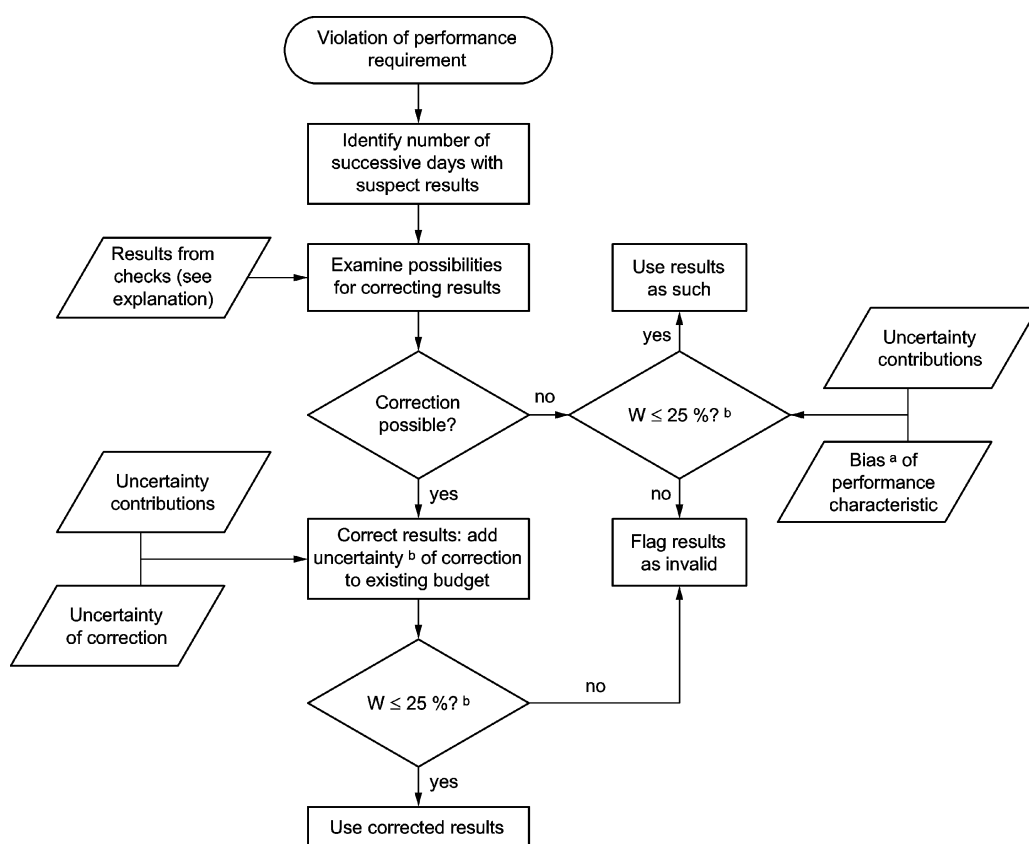 Violation of performance
requirement
Identify number of
successive days with
suspect results
Results from
checks (see
explanation)
Examine possibilities
for correcting results
Use results
as such
yes
Uncertainty
contributions
Correction
possible?
no
W ≤ 25 %? ᵇ
Bias ᵃ of
performance
characteristic
yes
no
Uncertainty
contributions
Correct results: add
uncertainty ᵇ of correction
to existing budget
Flag results
as invalid
Uncertainty
of correction
W ≤ 25 %? ᵇ
no
yes
Use corrected results